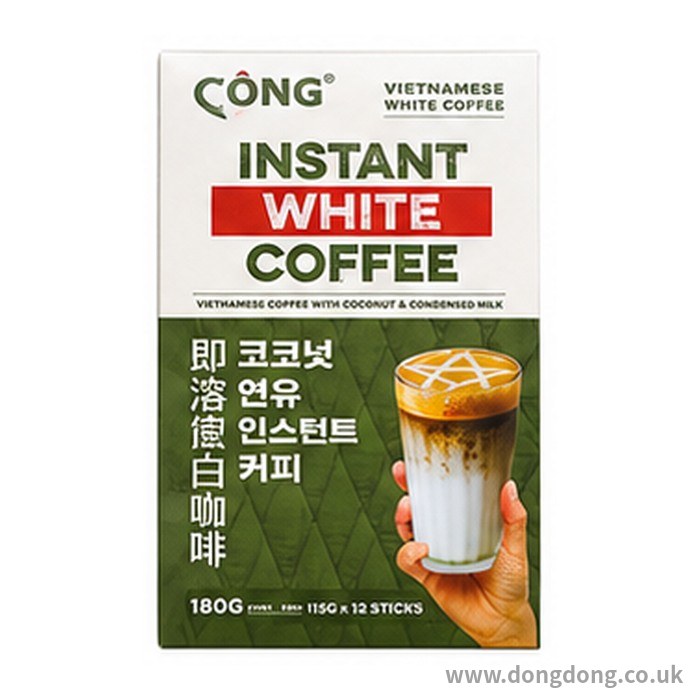 CÔNG®
VIETNAMESE
WHITE COFFEE
INSTANT
WHITE
COFFEE
VIETNAMESE COFFEE WITH COCONUT & CONDENSED MILK
即溶 白咖啡
코코넛
연유
인스턴트
커피
180G 115G x 12 STICKS
www.dongdong.co.uk